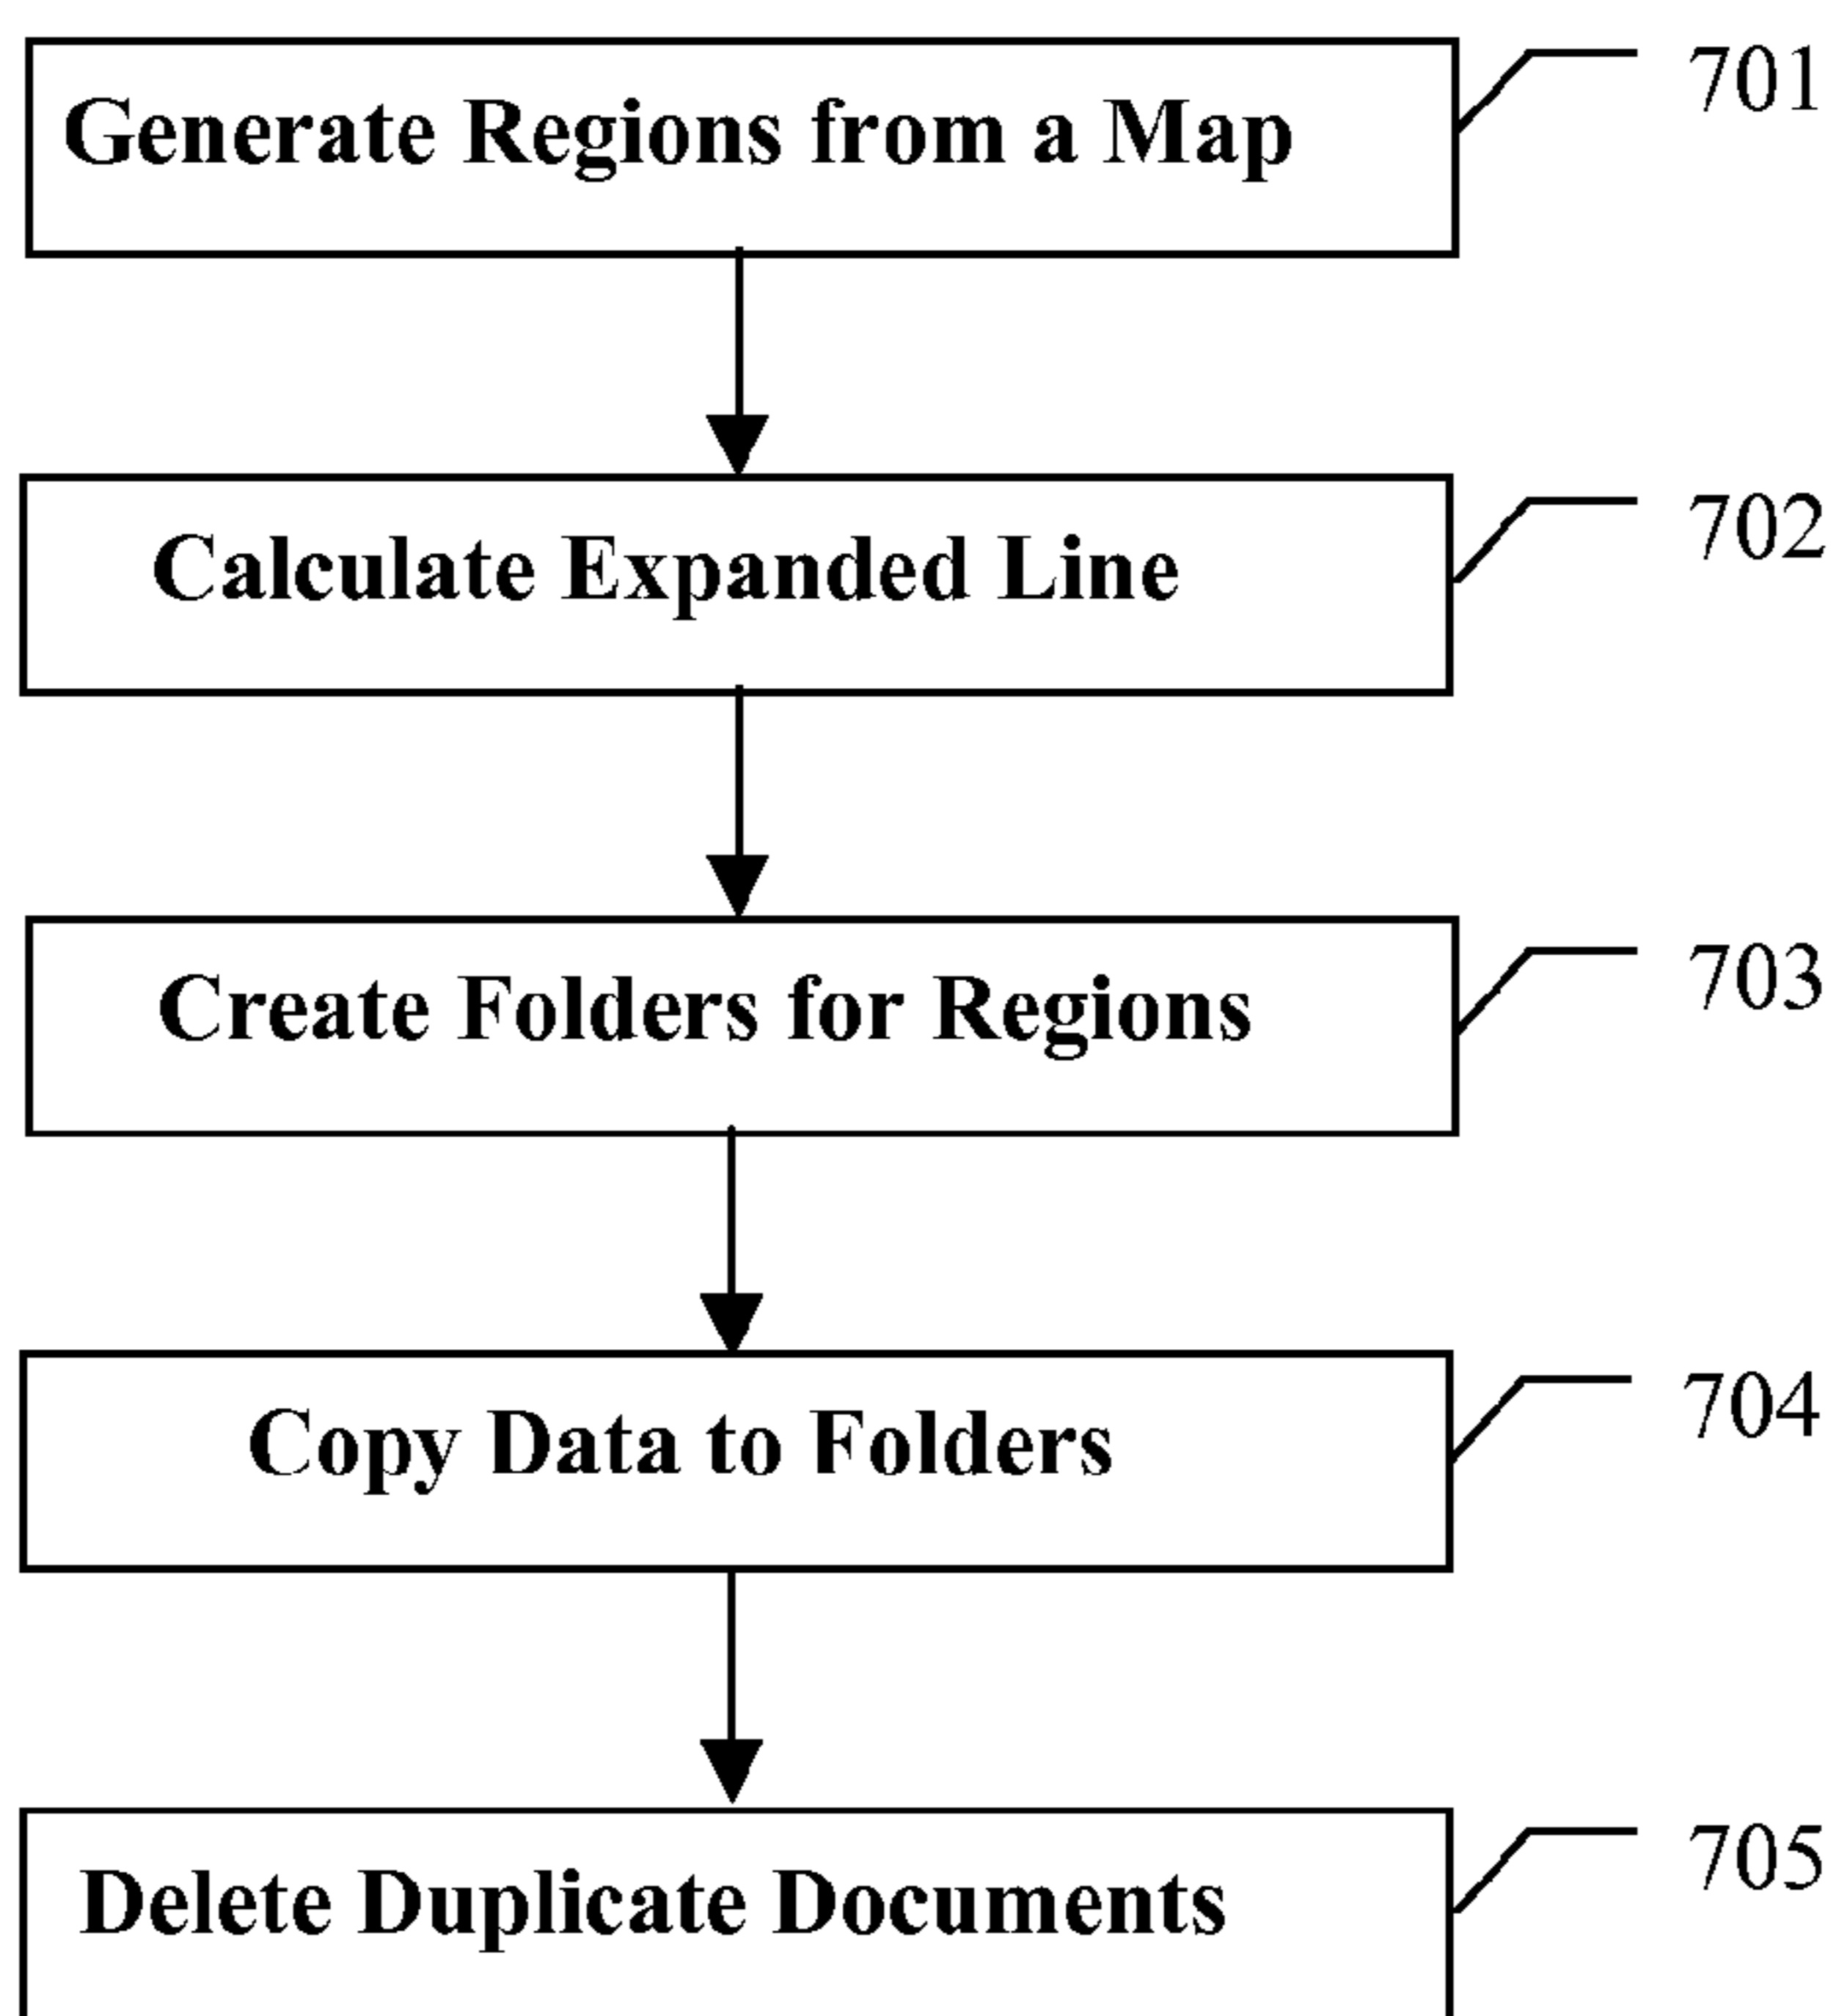 Generate Regions from a Map
701
Calculate Expanded Line
702
Create Folders for Regions
703
Copy Data to Folders
704
Delete Duplicate Documents
705